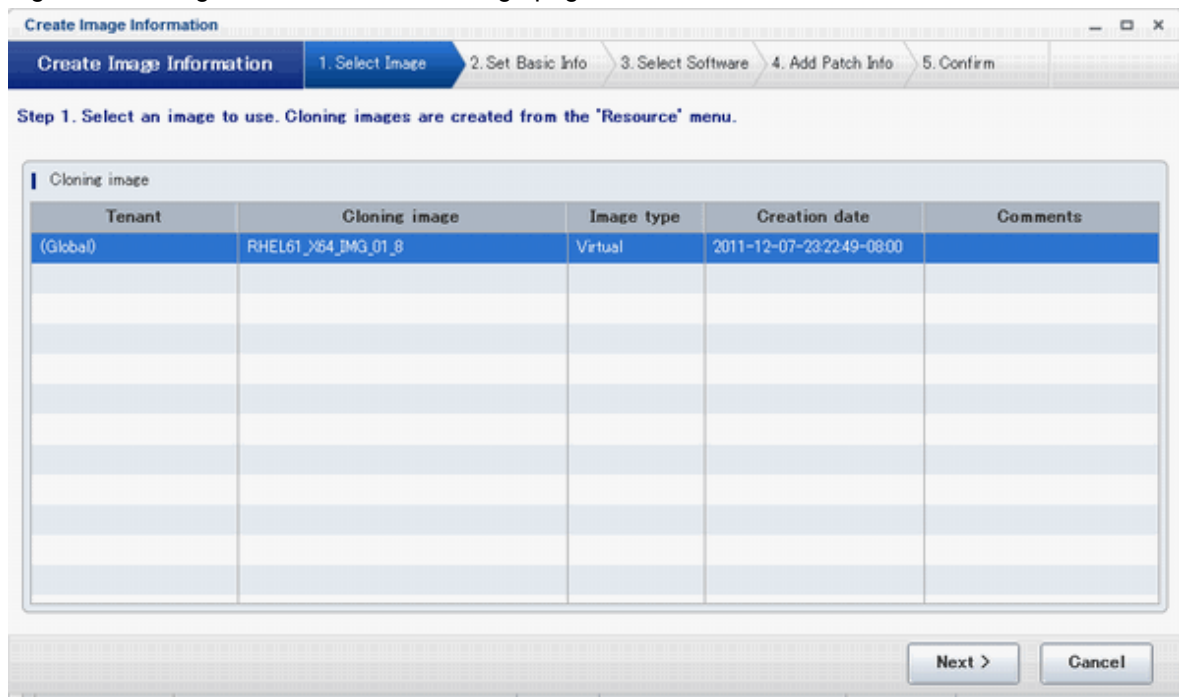 Create Image Information
Create Image Information 1. Select Image 2. Set Basic Info 3. Select Software 4. Add Patch Info 5. Confirm
Step 1. Select an image to use. Cloning images are created from the "Resource" menu.
Cloning image
Tenant Cloning image Image type Creation date Comments
(Global) RHEL61_X64_IMG_01_8 Virtual 2011-12-07-23:22:49-08:00
Next > Cancel